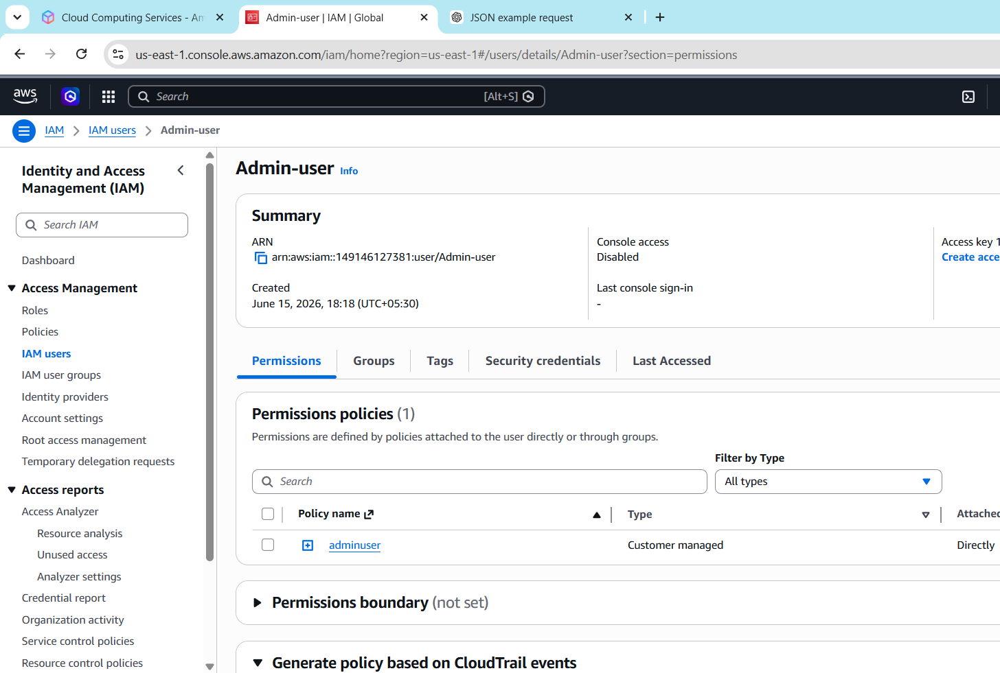 Cloud Computing Services - Am
Admin-user | IAM | Global
JSON example request
us-east-1.console.aws.amazon.com/iam/home?region=us-east-1#/users/details/Admin-user?section=permissions
aws
Search
[Alt+S]
IAM
IAM users
Admin-user
Identity and Access
Management (IAM)
Search IAM
Dashboard
Access Management
Roles
Policies
IAM users
IAM user groups
Identity providers
Account settings
Root access management
Temporary delegation requests
Access reports
Access Analyzer
Resource analysis
Unused access
Analyzer settings
Credential report
Organization activity
Service control policies
Resource control policies
Admin-user Info
Summary
ARN
arn:aws:iam::149146127381:user/Admin-user
Created
June 15, 2026, 18:18 (UTC+05:30)
Console access
Disabled
Last console sign-in
-
Access key 1
Create acce
Permissions
Groups
Tags
Security credentials
Last Accessed
Permissions policies (1)
Permissions are defined by policies attached to the user directly or through groups.
Filter by Type
Search
All types
Policy name
Type
Attached
adminuser
Customer managed
Directly
Permissions boundary (not set)
Generate policy based on CloudTrail events